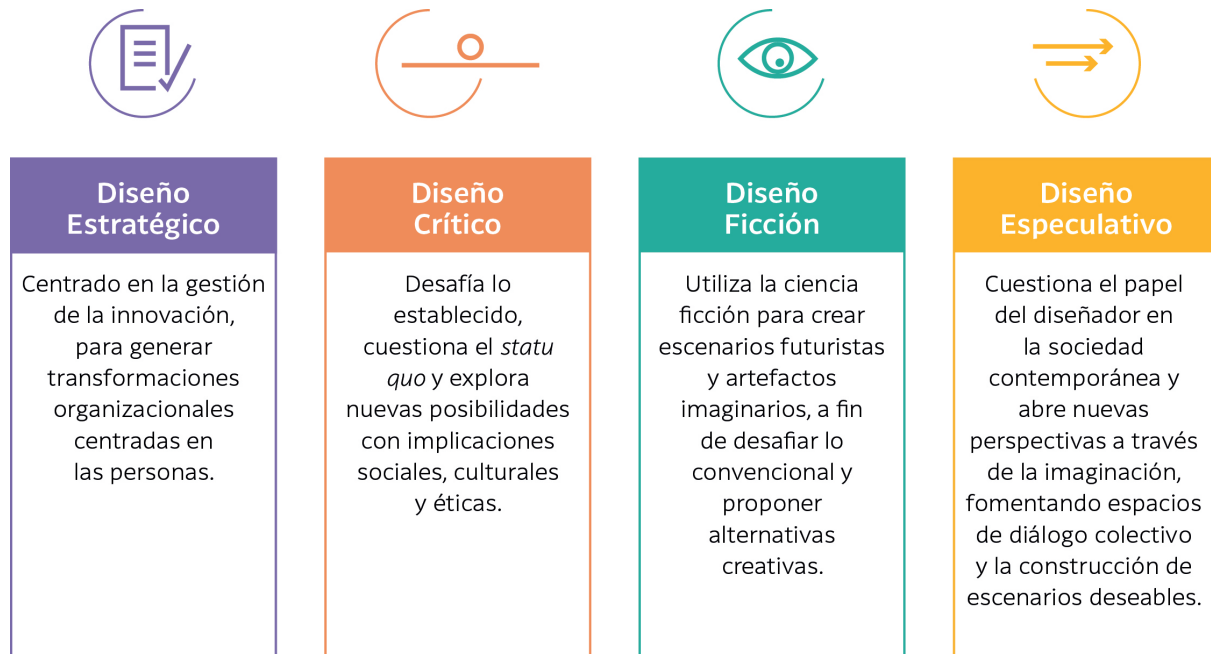 Diseño
Estratégico
Centrado en la gestión
de la innovación,
para generar
transformaciones
organizacionales
centradas en
las personas.
Diseño
Crítico
Desafía lo
establecido,
cuestiona el statu
quo y explora
nuevas posibilidades
con implicaciones
sociales, culturales
y éticas.
Diseño
Ficción
Utiliza la ciencia
ficción para crear
escenarios futuristas
y artefactos
imaginarios, a fin
de desafiar lo
convencional y
proponer
alternativas
creativas.
Diseño
Especulativo
Cuestiona el papel
del diseñador en
la sociedad
contemporánea y
abre nuevas
perspectivas a través
de la imaginación,
fomentando espacios
de diálogo colectivo
y la construcción de
escenarios deseables.